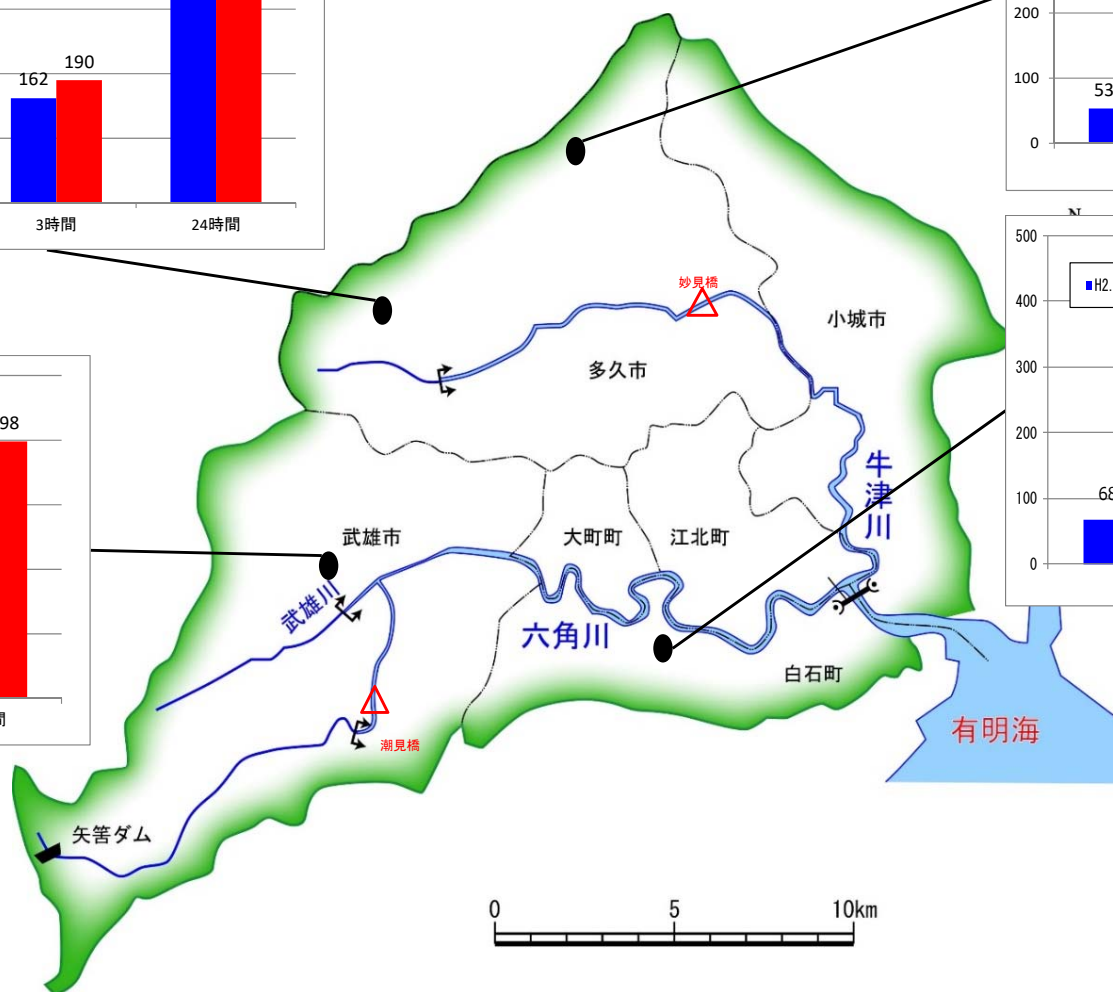 162
190
3時間
24時間
200
100
0
53
N
500
400
300
200
100
0
H2.
68
98
間
妙見橋
小城市
多久市
牛津川
武雄市
大町町
江北町
武雄川
六角川
白石町
潮見橋
有明海
矢筈ダム
0 5 10km